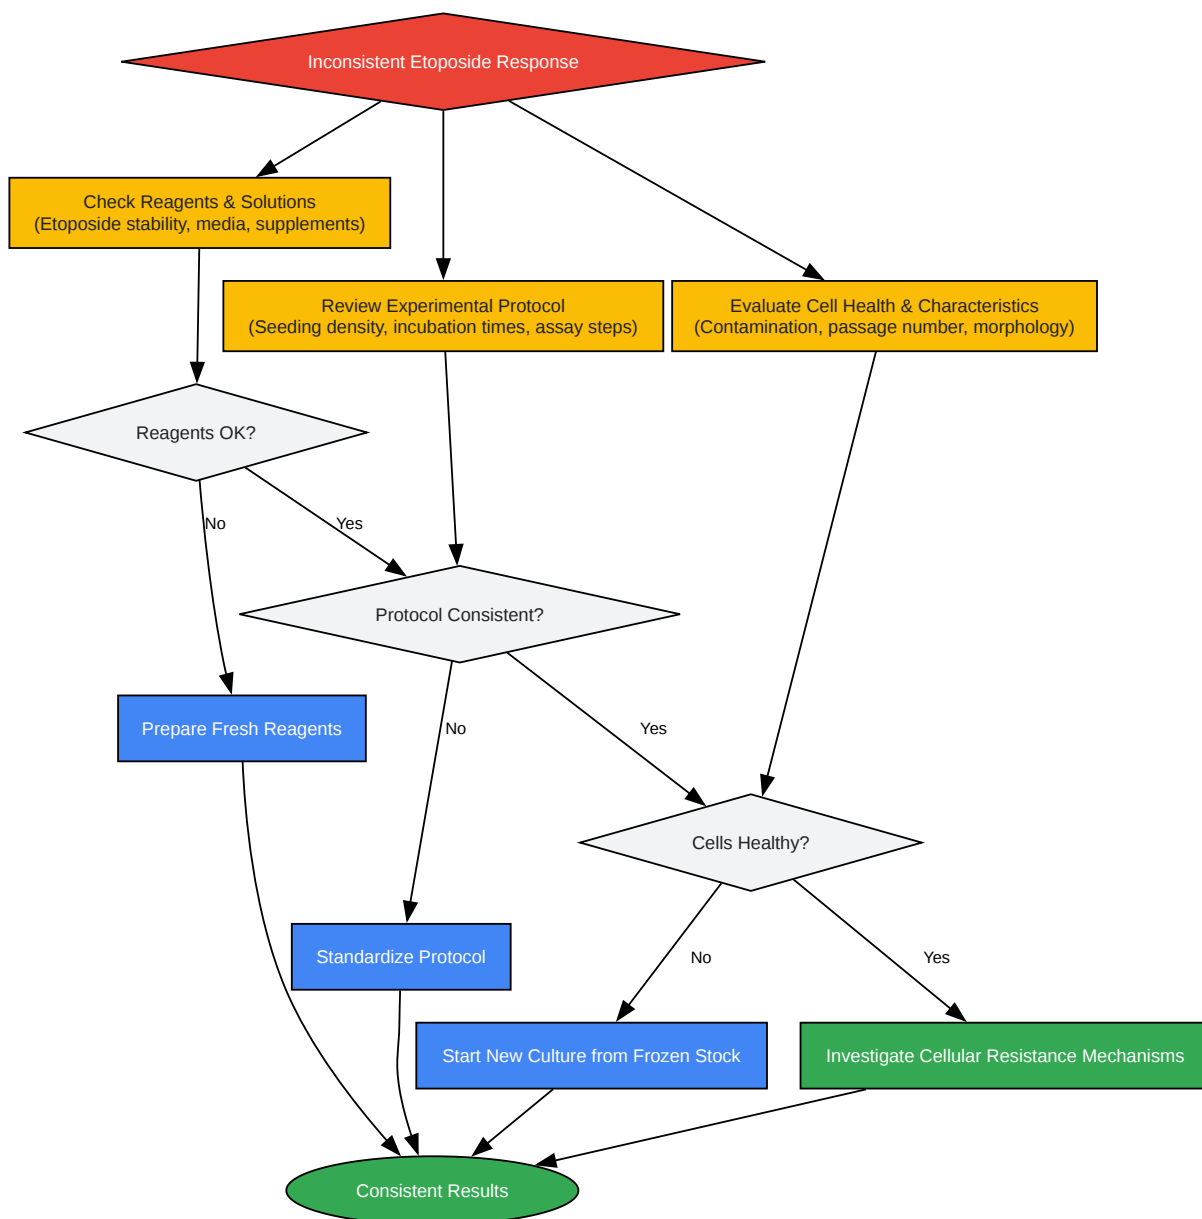 Inconsistent Etoposide Response
Check Reagents & Solutions
(Etoposide stability, media, supplements)
Review Experimental Protocol
(Seeding density, incubation times, assay steps)
Evaluate Cell Health & Characteristics
(Contamination, passage number, morphology)
Reagents OK?
No
Yes
Protocol Consistent?
Prepare Fresh Reagents
No
Yes
Cells Healthy?
Standardize Protocol
No
Yes
Start New Culture from Frozen Stock
Investigate Cellular Resistance Mechanisms
Consistent Results